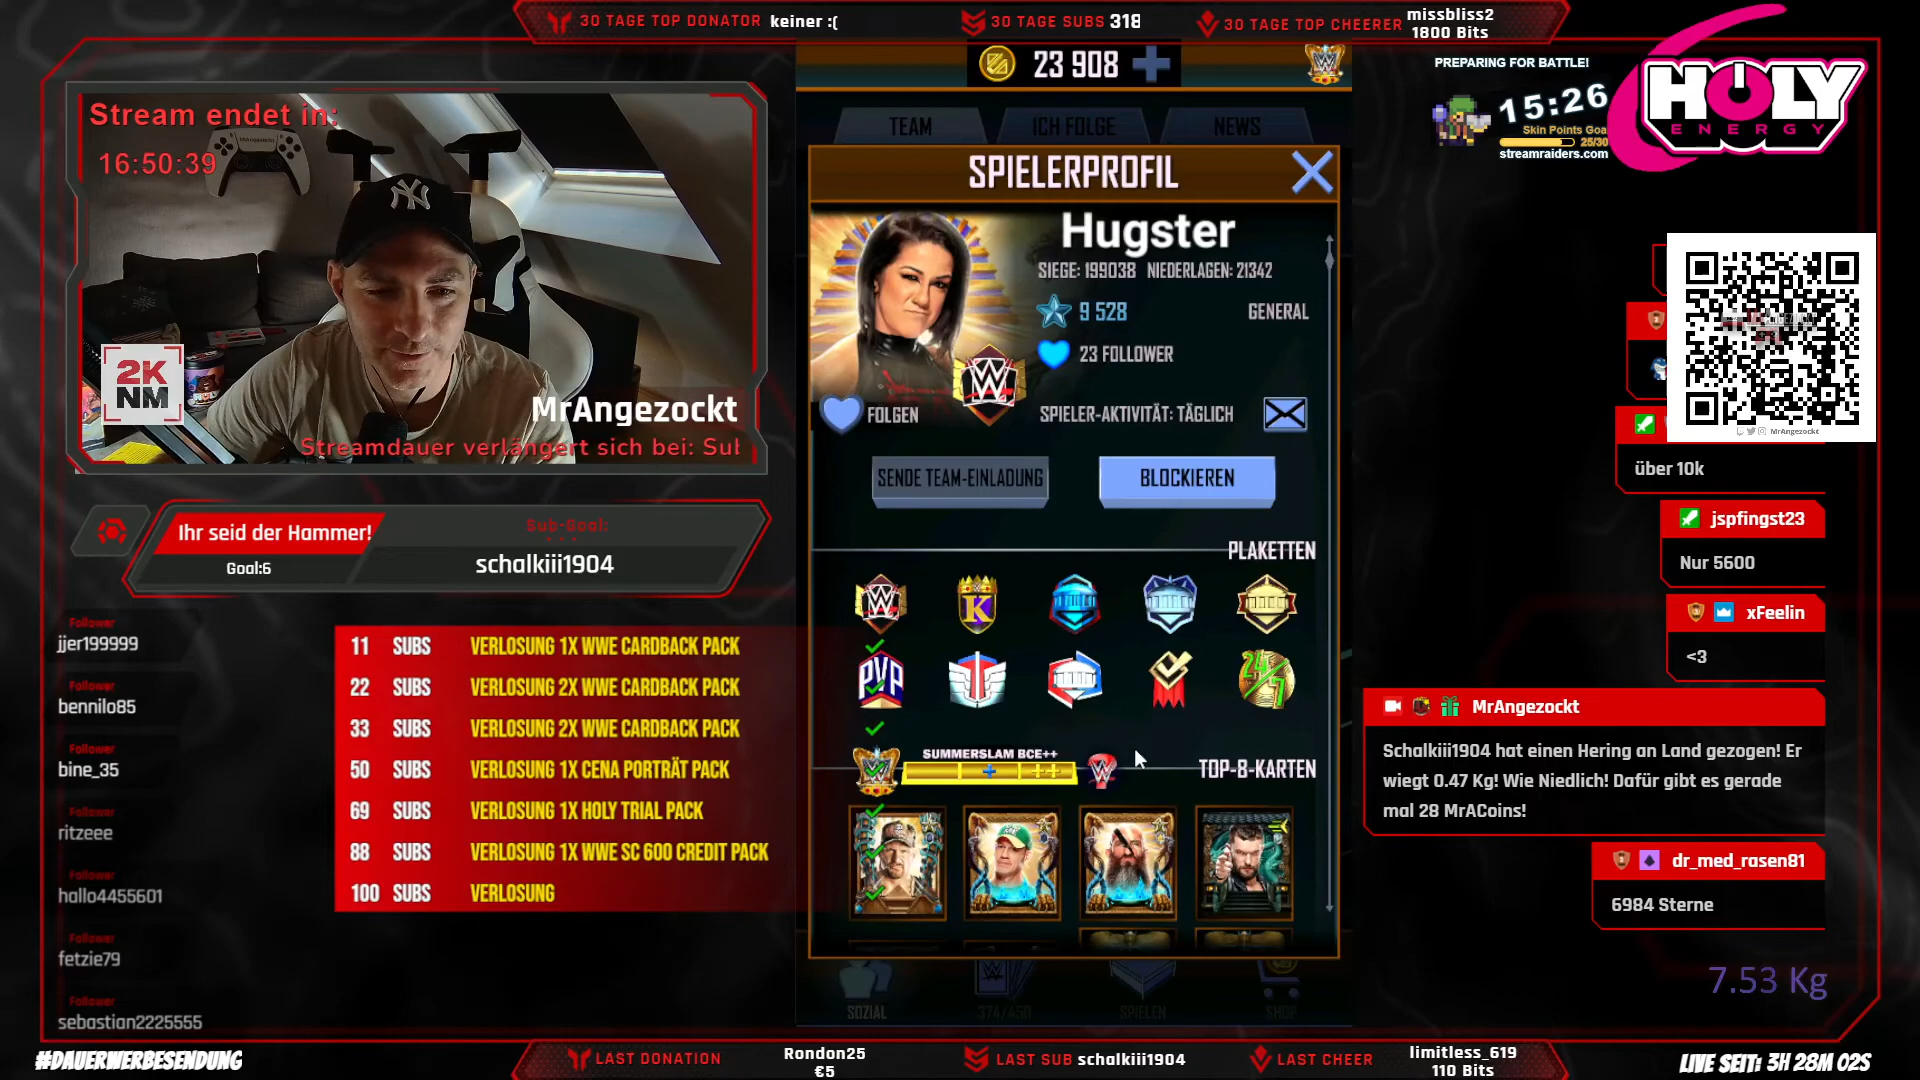 30 TAGE TOP DONATOR keiner :(
30 TAGE SUBS 318
30 TAGE TOP CHEERER missbliss2
1800 Bits
Stream endet in:
16:50:39
2K
NM
MrAngezockt
Streamdauer verlängert sich bei: Sub
Ihr seid der Hammer!
Goal:6
Sub-Goal:
schalkiii1904
Follower
jjer199999
Follower
bennilo85
Follower
bine_35
Follower
ritzeee
Follower
hallo4455601
Follower
fetzie79
Follower
sebastian2225555
11 SUBS VERLOSUNG 1X WWE CARDBACK PACK
22 SUBS VERLOSUNG 2X WWE CARDBACK PACK
33 SUBS VERLOSUNG 2X WWE CARDBACK PACK
50 SUBS VERLOSUNG 1X CENA PORTRÄT PACK
69 SUBS VERLOSUNG 1X HOLY TRIAL PACK
88 SUBS VERLOSUNG 1X WWE SC 600 CREDIT PACK
100 SUBS VERLOSUNG
23 908
TEAM
ICH FOLGE
NEWS
SPIELERPROFIL
Hugster
SIEGE: 199038 NIEDERLAGEN: 21342
9 528
GENERAL
23 FOLLOWER
FOLGEN
SPIELER-AKTIVITÄT: TÄGLICH
SENDE TEAM-EINLADUNG
BLOCKIEREN
PLAKETTEN
K
PVP
24/7
SUMMERSLAM BCE++
TOP-8-KARTEN
SOZIAL
374/450
SPIELEN
SHOP
PREPARING FOR BATTLE!
15:26
Skin Points Goa
25/30
streamraiders.com
HOLY
ENERGY
MrAngezockt
über 10k
jspfingst23
Nur 5600
xFeelin
<3
MrAngezockt
Schalkiii1904 hat einen Hering an Land gezogen! Er
wiegt 0.47 Kg! Wie Niedlich! Dafür gibt es gerade
mal 28 MrACoins!
dr_med_rasen81
6984 Sterne
7.53 Kg
#DAUERWERBESENDUNG
LAST DONATION Rondon25
€5
LAST SUB schalkiii1904
LAST CHEER limitless_619
110 Bits
LIVE SEIT: 3H 28M 02S